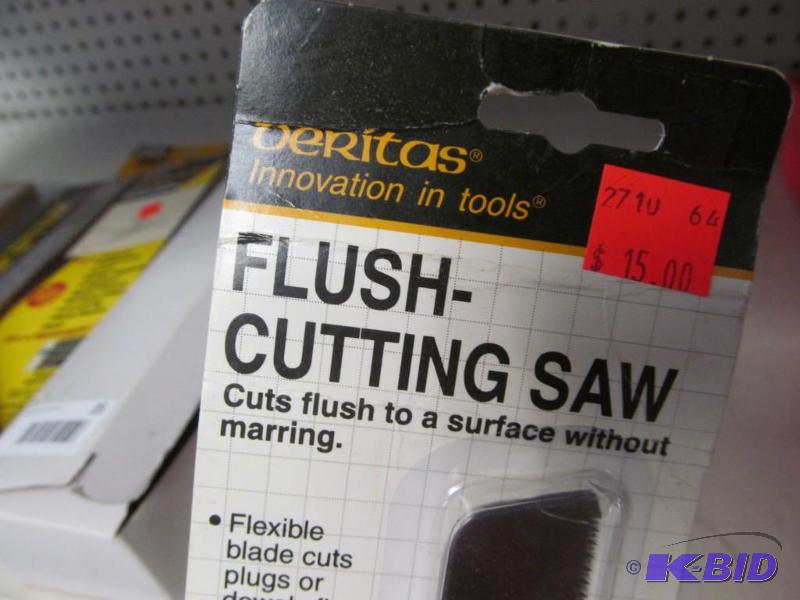 veritas®
Innovation in tools®
271U 64
$ 15.00
FLUSH-
CUTTING SAW
Cuts flush to a surface without
marring.
• Flexible
blade cuts
plugs or
© K-BID